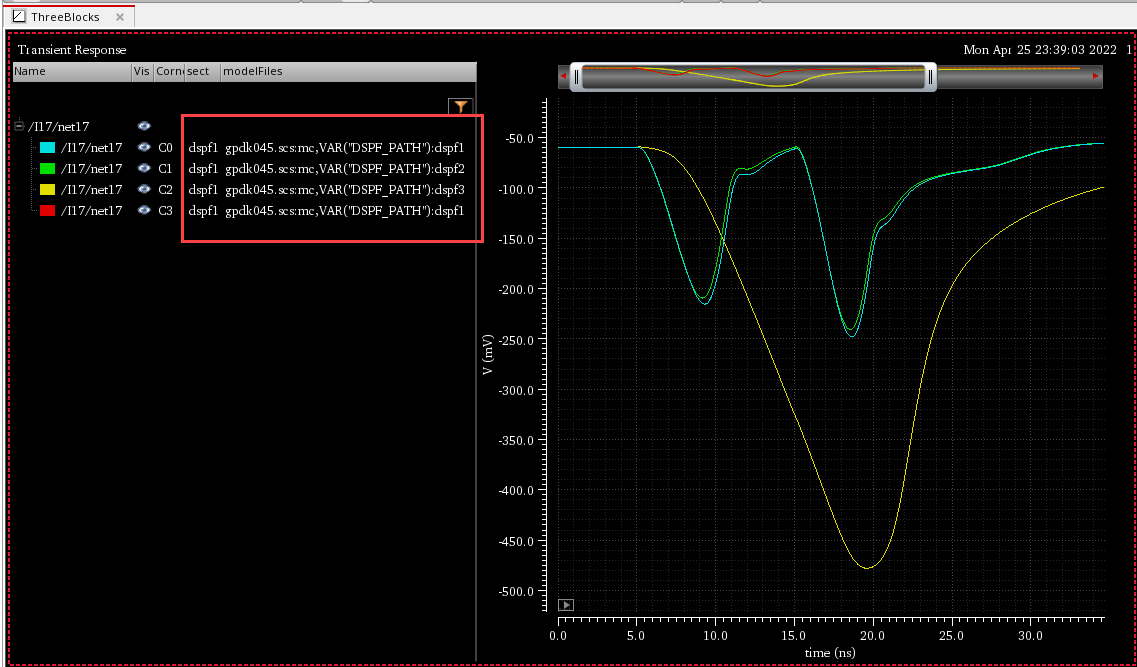 ThreeBlocks
Transient Response
Mon Apr 25 23:39:03 2022 1
Name Vis Corn sect modelFiles
/I17/net17
/I17/net17 C0 dspf1 gpdk045.scs:mc,VAR("DSPF_PATH"):dspf1
/I17/net17 C1 dspf1 gpdk045.scs:mc,VAR("DSPF_PATH"):dspf2
/I17/net17 C2 dspf1 gpdk045.scs:mc,VAR("DSPF_PATH"):dspf3
/I17/net17 C3 dspf1 gpdk045.scs:mc,VAR("DSPF_PATH"):dspf1
V (mV)
-50.0
-100.0
-150.0
-200.0
-250.0
-300.0
-350.0
-400.0
-450.0
-500.0
0.0 5.0 10.0 15.0 20.0 25.0 30.0
time (ns)